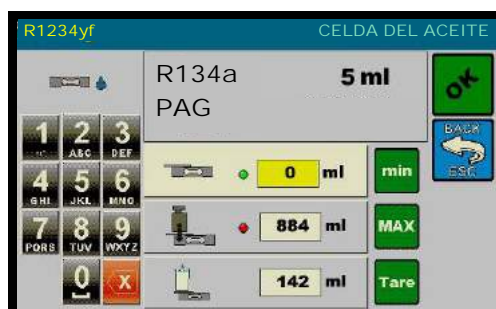 R1234yf CELDA DEL ACEITE
R134a 5 ml
PAG
OK
BACK
ESC
1 2 3
ABC DEF
4 5 6
GHI JKL MNO
7 8 9
PQRS TUV WXYZ
0 X
0 ml min
884 ml MAX
142 ml Tare